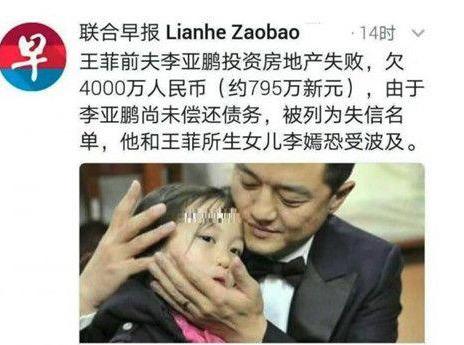 早
联合早报 Lianhe Zaobao · 14时
王菲前夫李亚鹏投资房地产失败，欠
4000万人民币（约795万新元），由于
李亚鹏尚未偿还债务，被列为失信名
单，他和王菲所生女儿李嫣恐受波及。